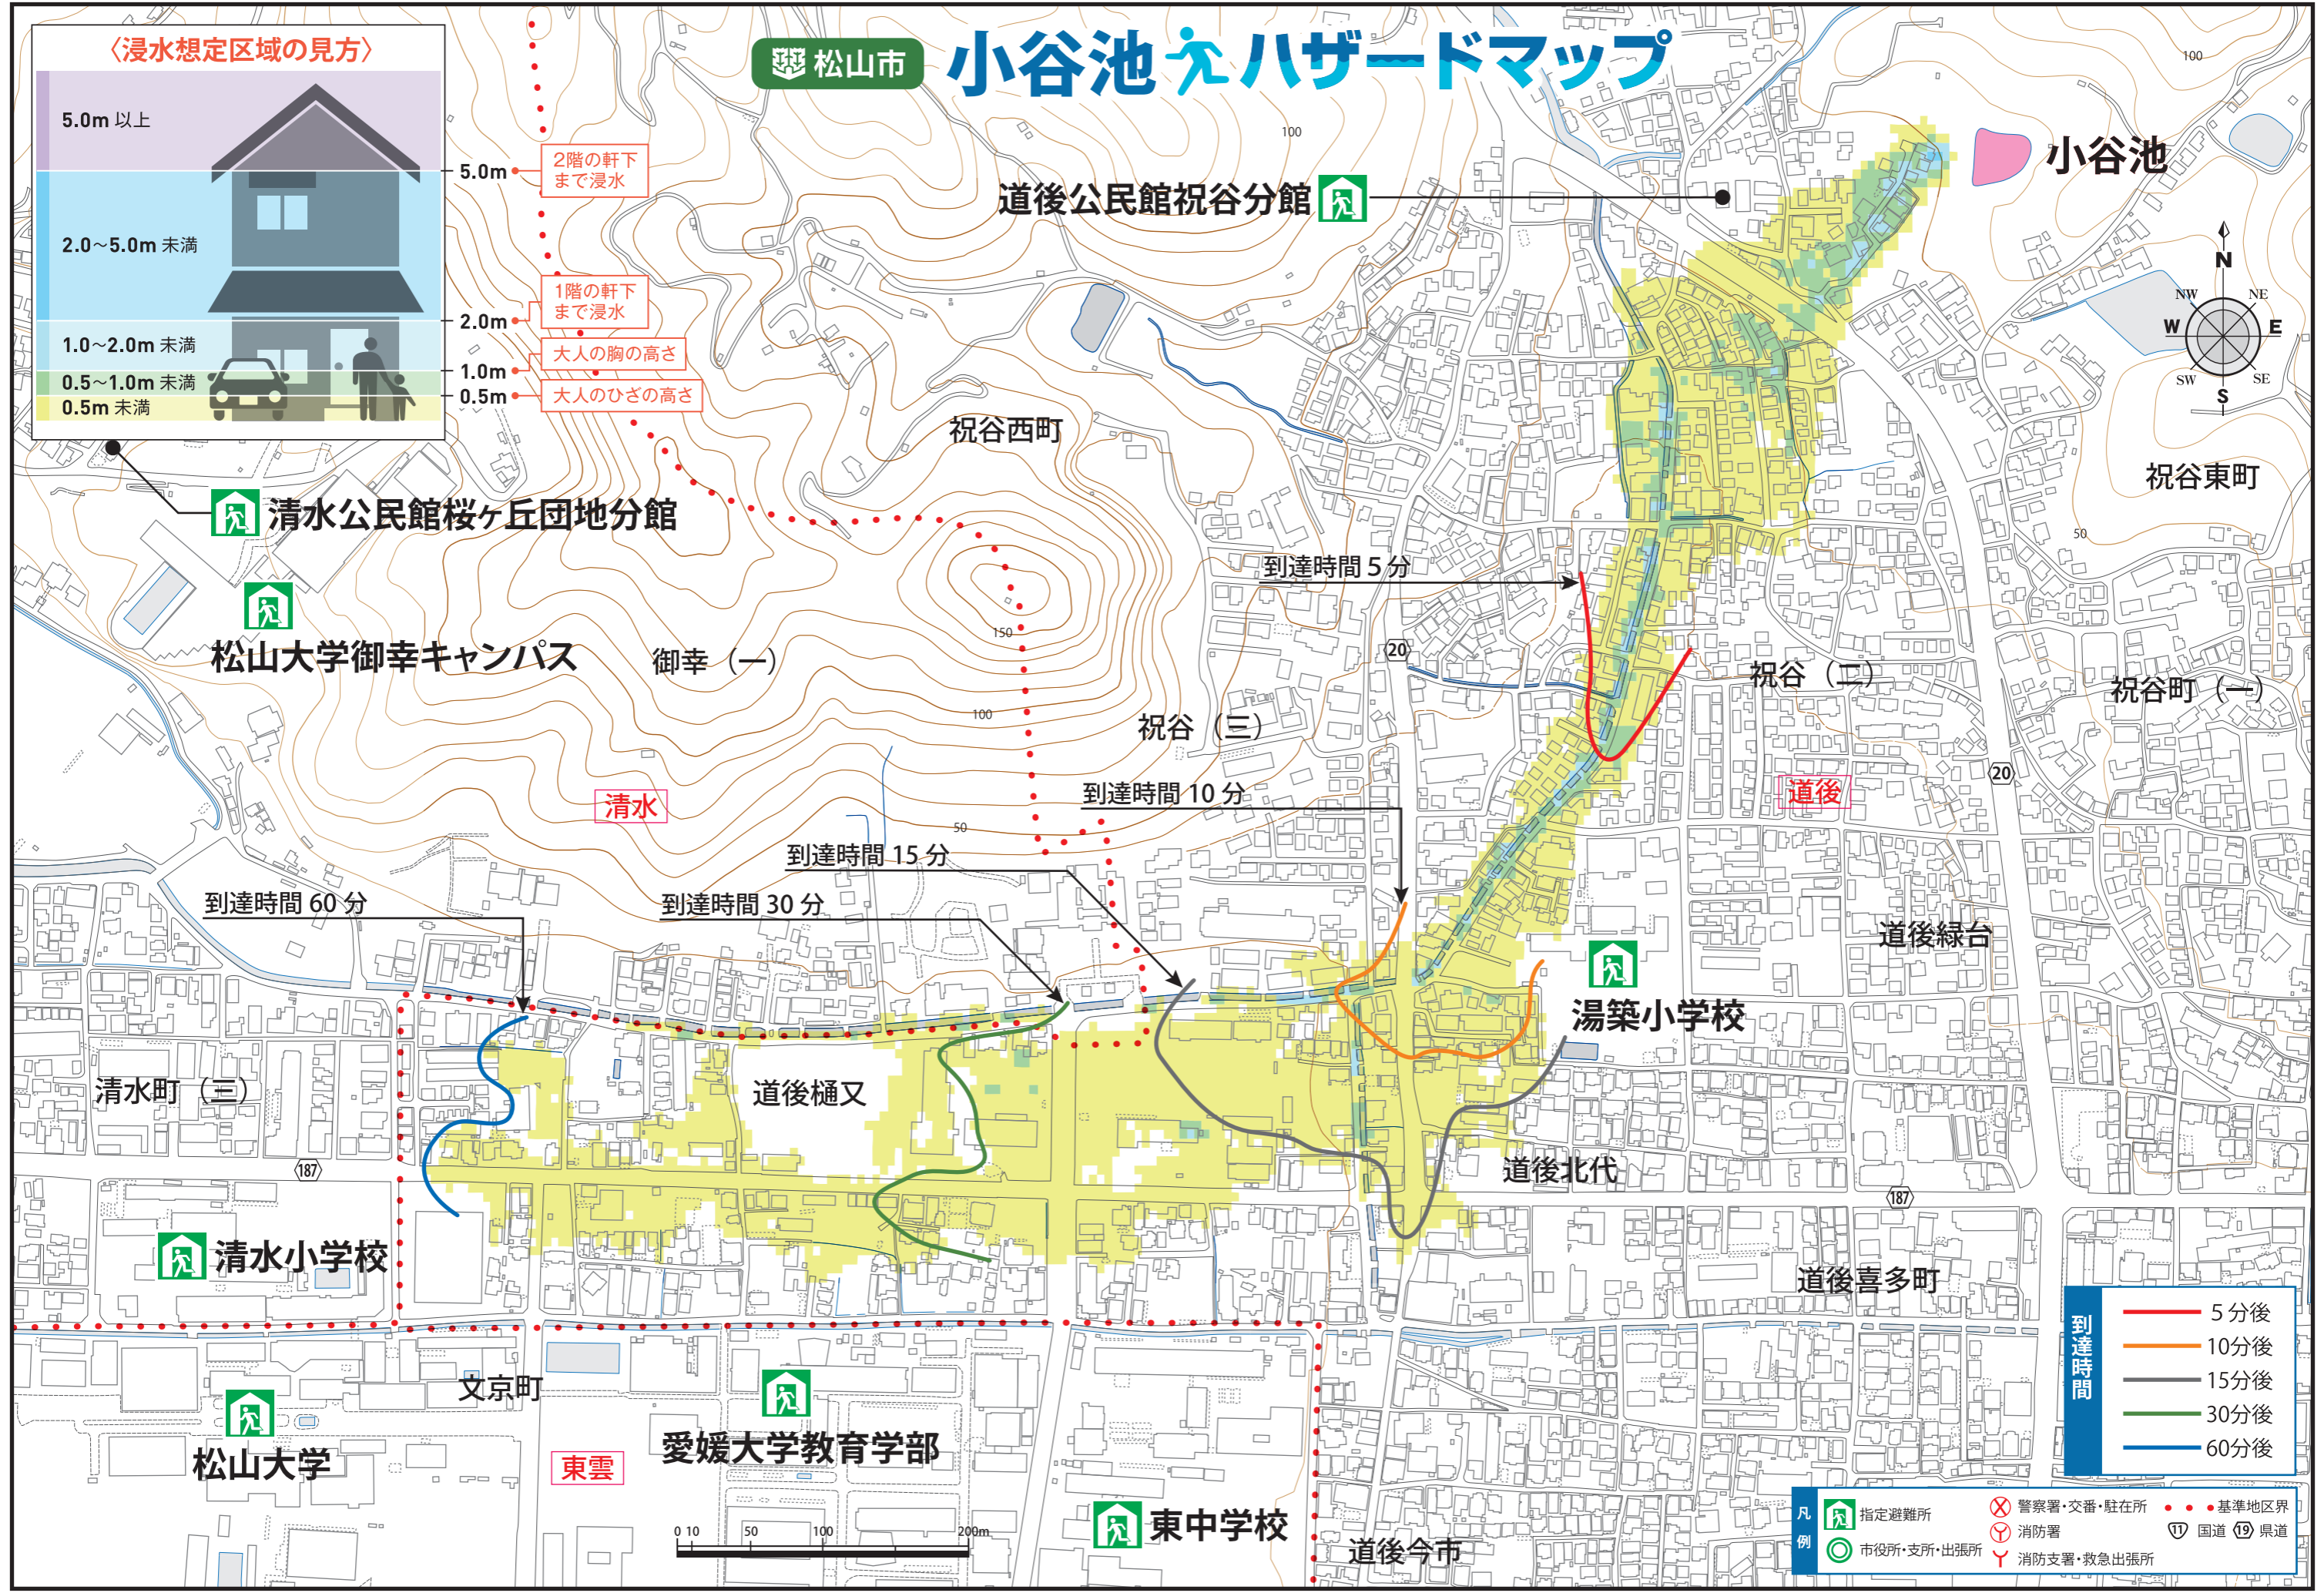 〈浸水想定区域の見方〉
5.0m 以上
2.0～5.0m 未満
1.0～2.0m 未満
0.5～1.0m 未満
0.5m 未満
5.0m
2.0m
1.0m
0.5m
2階の軒下
まで浸水
1階の軒下
まで浸水
大人の胸の高さ
大人のひざの高さ
松山市
小谷池ハザードマップ
100
100
小谷池
道後公民館祝谷分館
N
NW
NE
W
E
SW
SE
S
祝谷西町
祝谷東町
50
清水公民館桜ヶ丘団地分館
到達時間 5 分
松山大学御幸キャンパス
御幸（一）
150
20
祝谷（二）
祝谷町（一）
100
祝谷（三）
20
道後
清水
到達時間 10 分
50
到達時間 15 分
到達時間 60 分
到達時間 30 分
道後緑台
湯築小学校
清水町（三）
道後樋又
187
道後北代
187
清水小学校
道後喜多町
文京町
松山大学
東雲
愛媛大学教育学部
東中学校
道後今市
0 10 50 100 200m
到達時間
5 分後
10分後
15分後
30分後
60分後
凡例
指定避難所
市役所・支所・出張所
警察署・交番・駐在所
消防署
消防支署・救急出張所
基準地区界
11 国道 19 県道